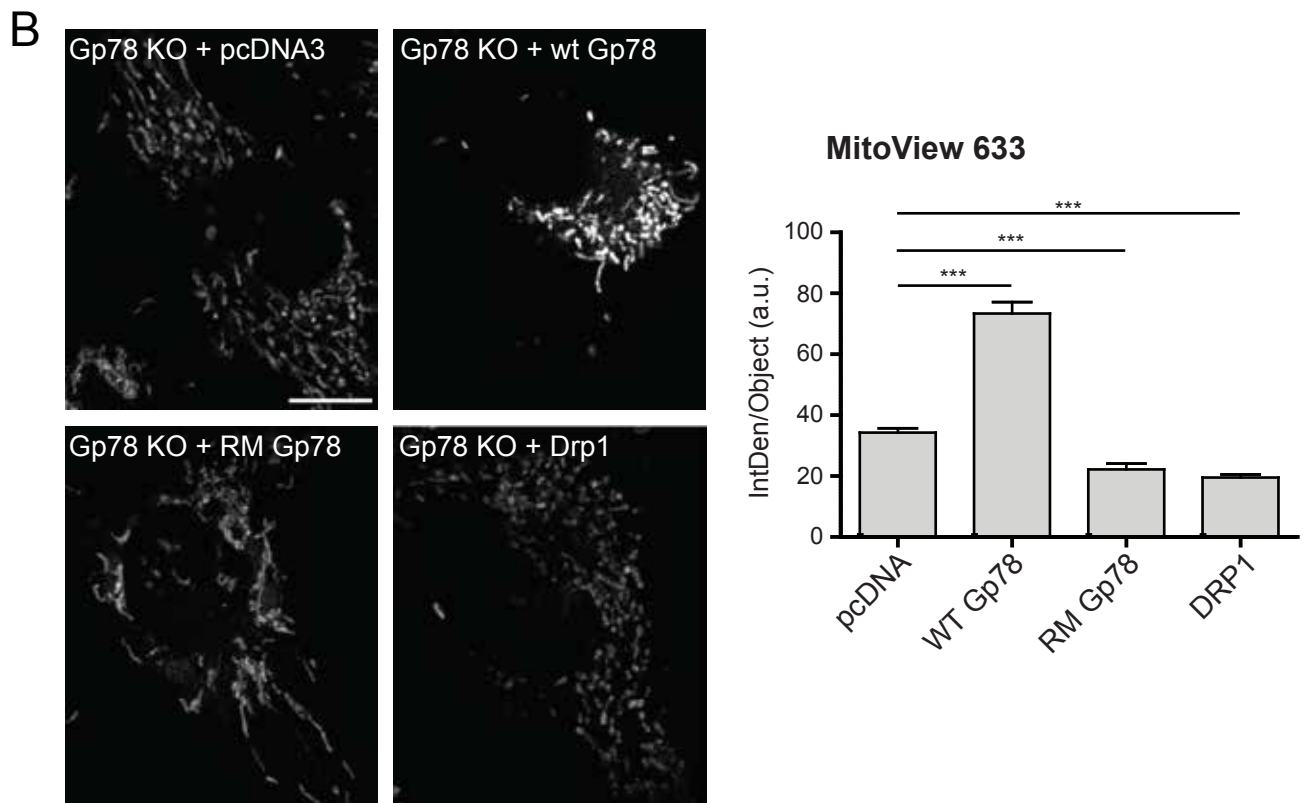 B
Gp78 KO + pcDNA3
Gp78 KO + wt Gp78
Gp78 KO + RM Gp78
Gp78 KO + Drp1
MitoView 633
***
***
***
IntDen/Object (a.u.)
100
80
60
40
20
0
pcDNA
WT Gp78
RM Gp78
DRP1